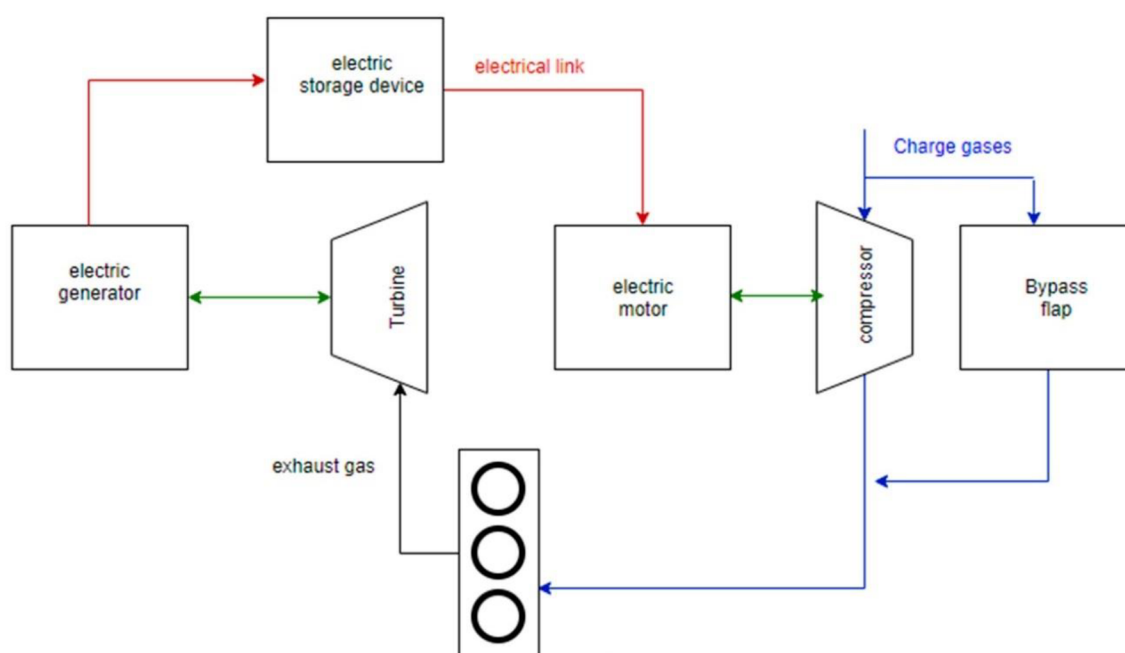 electric
storage device
electrical link
Charge gases
electric
generator
Turbine
electric
motor
compressor
Bypass
flap
exhaust gas